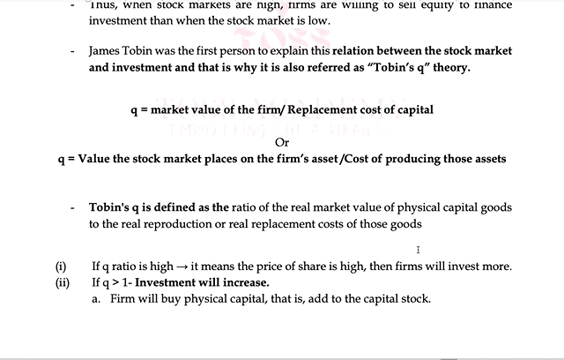 - Thus, when stock markets are high, firms are willing to sell equity to finance
investment than when the stock market is low.
- James Tobin was the first person to explain this relation between the stock market
and investment and that is why it is also referred as “Tobin’s q” theory.
q = market value of the firm/ Replacement cost of capital
Or
q = Value the stock market places on the firm’s asset /Cost of producing those assets
- Tobin's q is defined as the ratio of the real market value of physical capital goods
to the real reproduction or real replacement costs of those goods
(i) If q ratio is high → it means the price of share is high, then firms will invest more.
(ii) If q > 1- Investment will increase.
a. Firm will buy physical capital, that is, add to the capital stock.